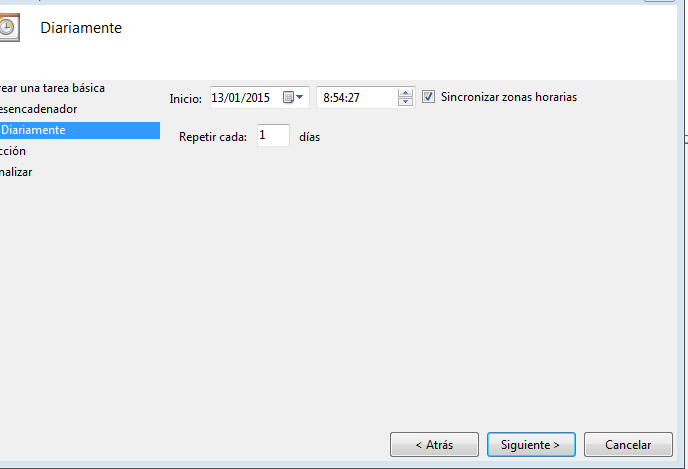 Diariamente
rear una tarea básica
esencadenador
Diariamente
cción
nalizar
Inicio: 13/01/2015 8:54:27 Sincronizar zonas horarias
Repetir cada: 1 días
< Atrás Siguiente > Cancelar